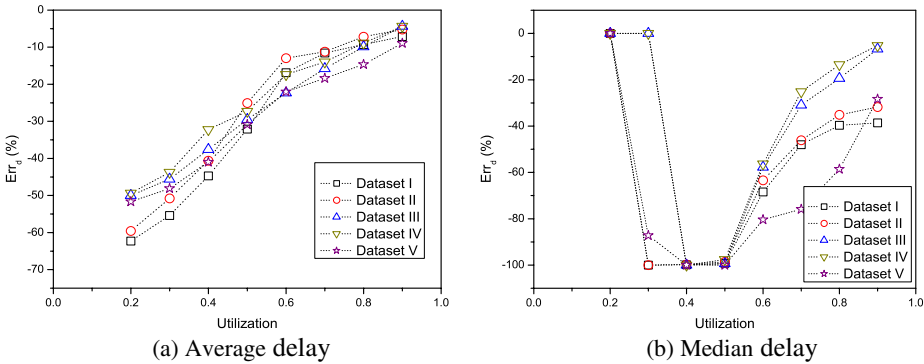 0
-10
-20
-30
-40
-50
-60
-70
Err_d (%)
0.0 0.2 0.4 0.6 0.8 1.0
Utilization
Dataset I
Dataset II
Dataset III
Dataset IV
Dataset V
(a) Average delay
0
-20
-40
-60
-80
-100
Err_d (%)
0.0 0.2 0.4 0.6 0.8 1.0
Utilization
Dataset I
Dataset II
Dataset III
Dataset IV
Dataset V
(b) Median delay